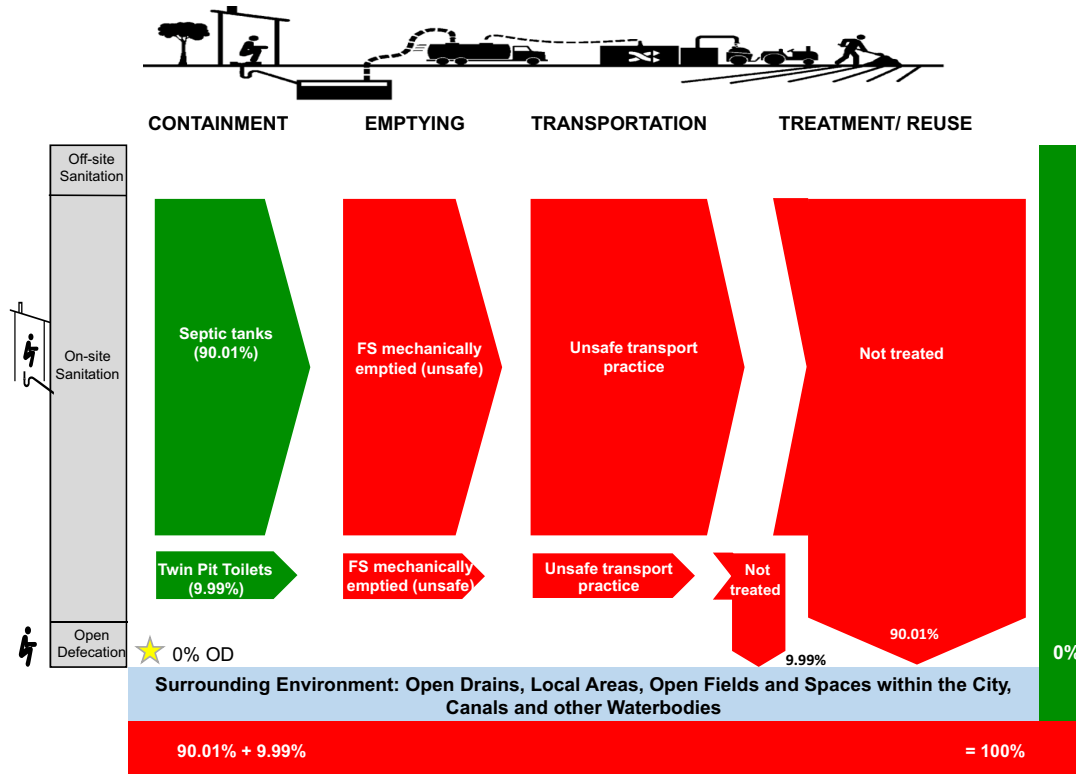 CONTAINMENT
EMPTYING
TRANSPORTATION
TREATMENT/ REUSE
Off-site
Sanitation
On-site
Sanitation
Open
Defecation
Septic tanks
(90.01%)
FS mechanically
emptied (unsafe)
Unsafe transport
practice
Not treated
Twin Pit Toilets
(9.99%)
FS mechanically
emptied (unsafe)
Unsafe transport
practice
Not
treated
90.01%
9.99%
0% OD
0%
Surrounding Environment: Open Drains, Local Areas, Open Fields and Spaces within the City,
Canals and other Waterbodies
90.01% + 9.99%
= 100%